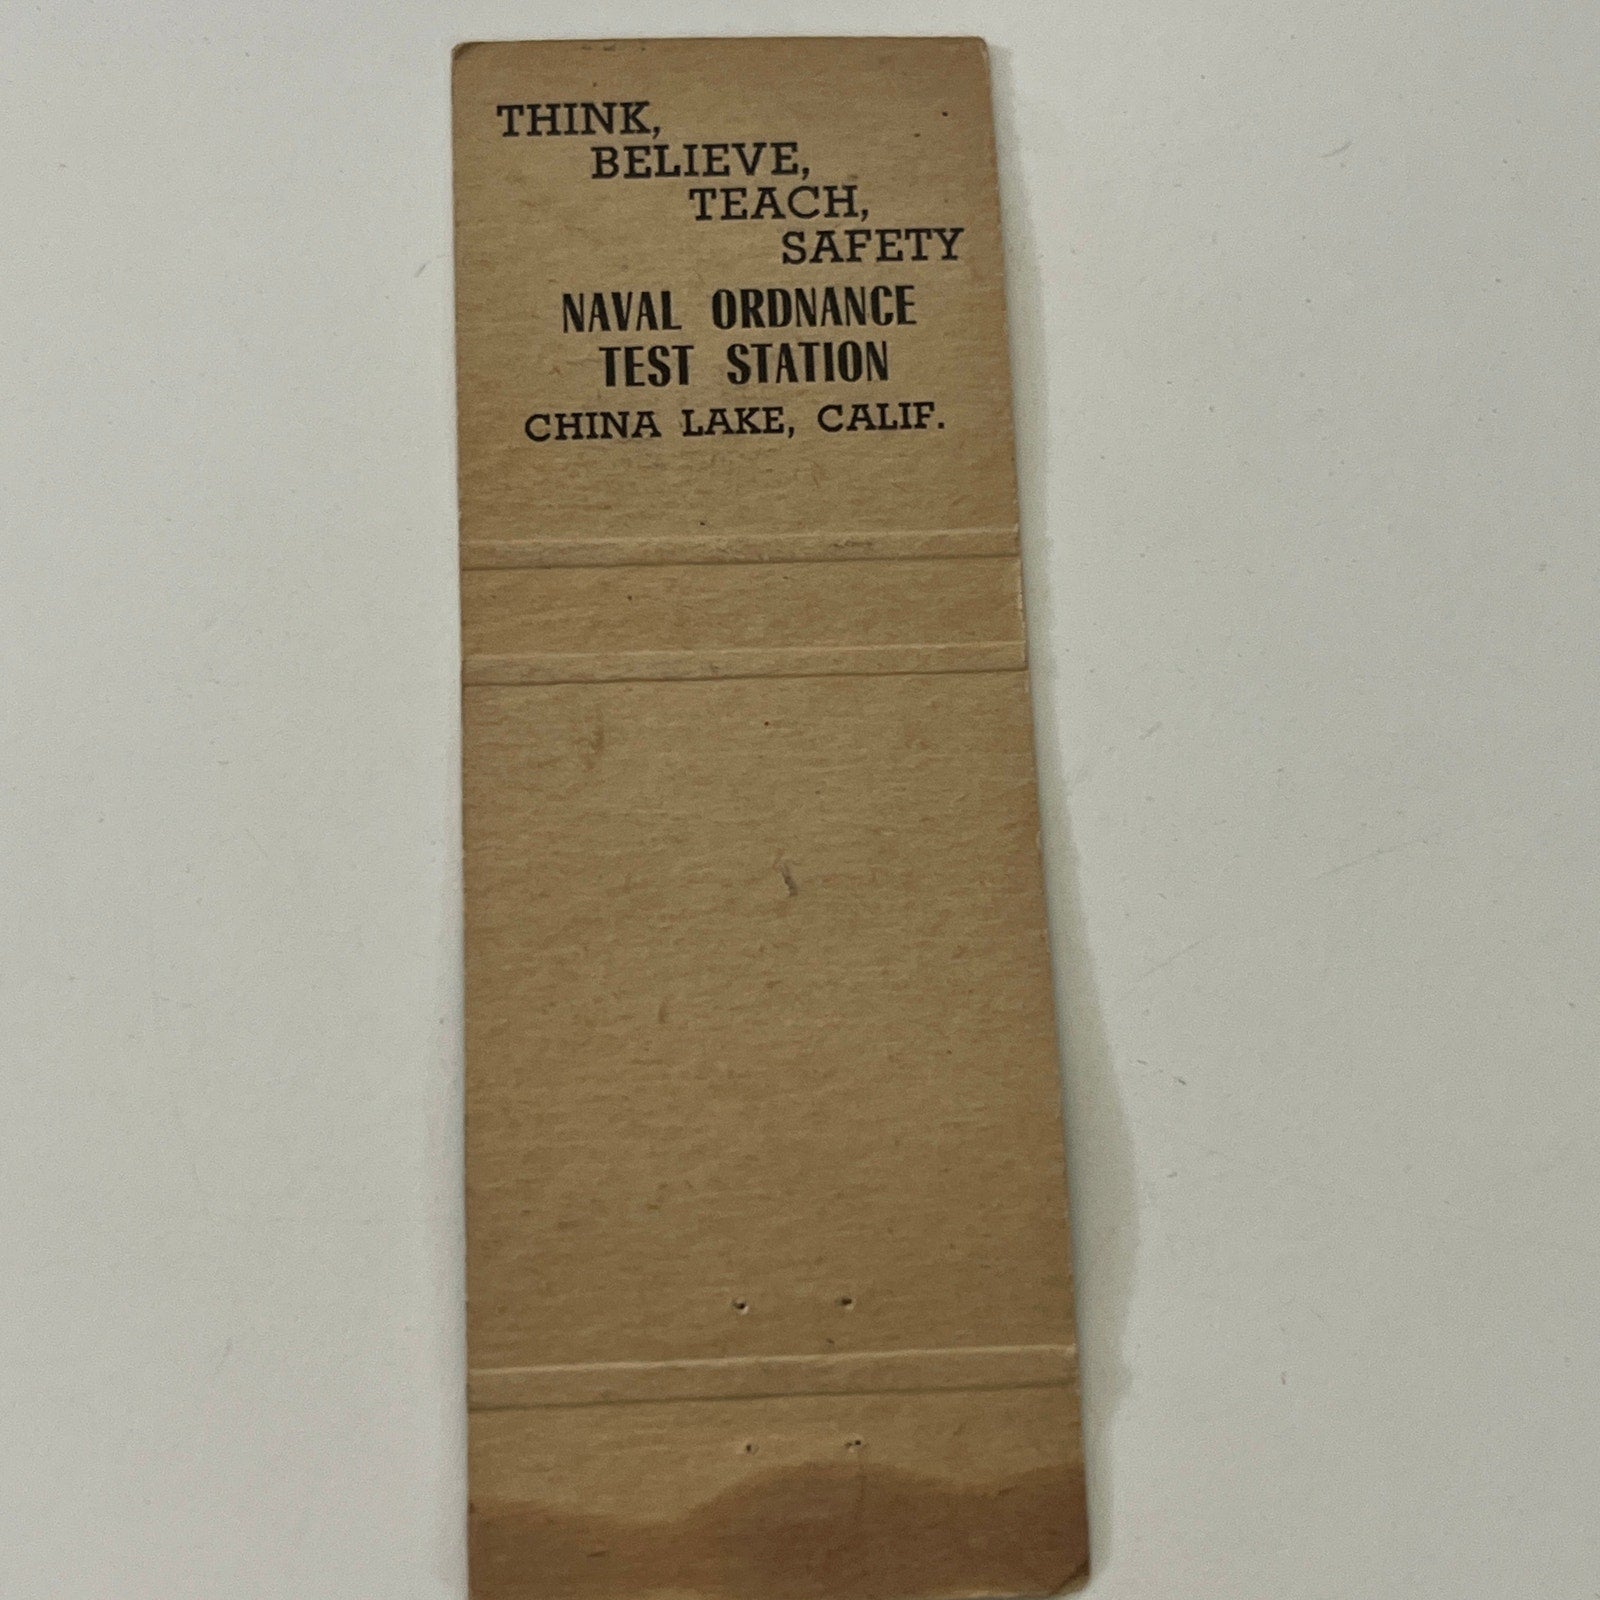 THINK,
BELIEVE,
TEACH,
SAFETY
NAVAL ORDNANCE
TEST STATION
CHINA LAKE, CALIF.